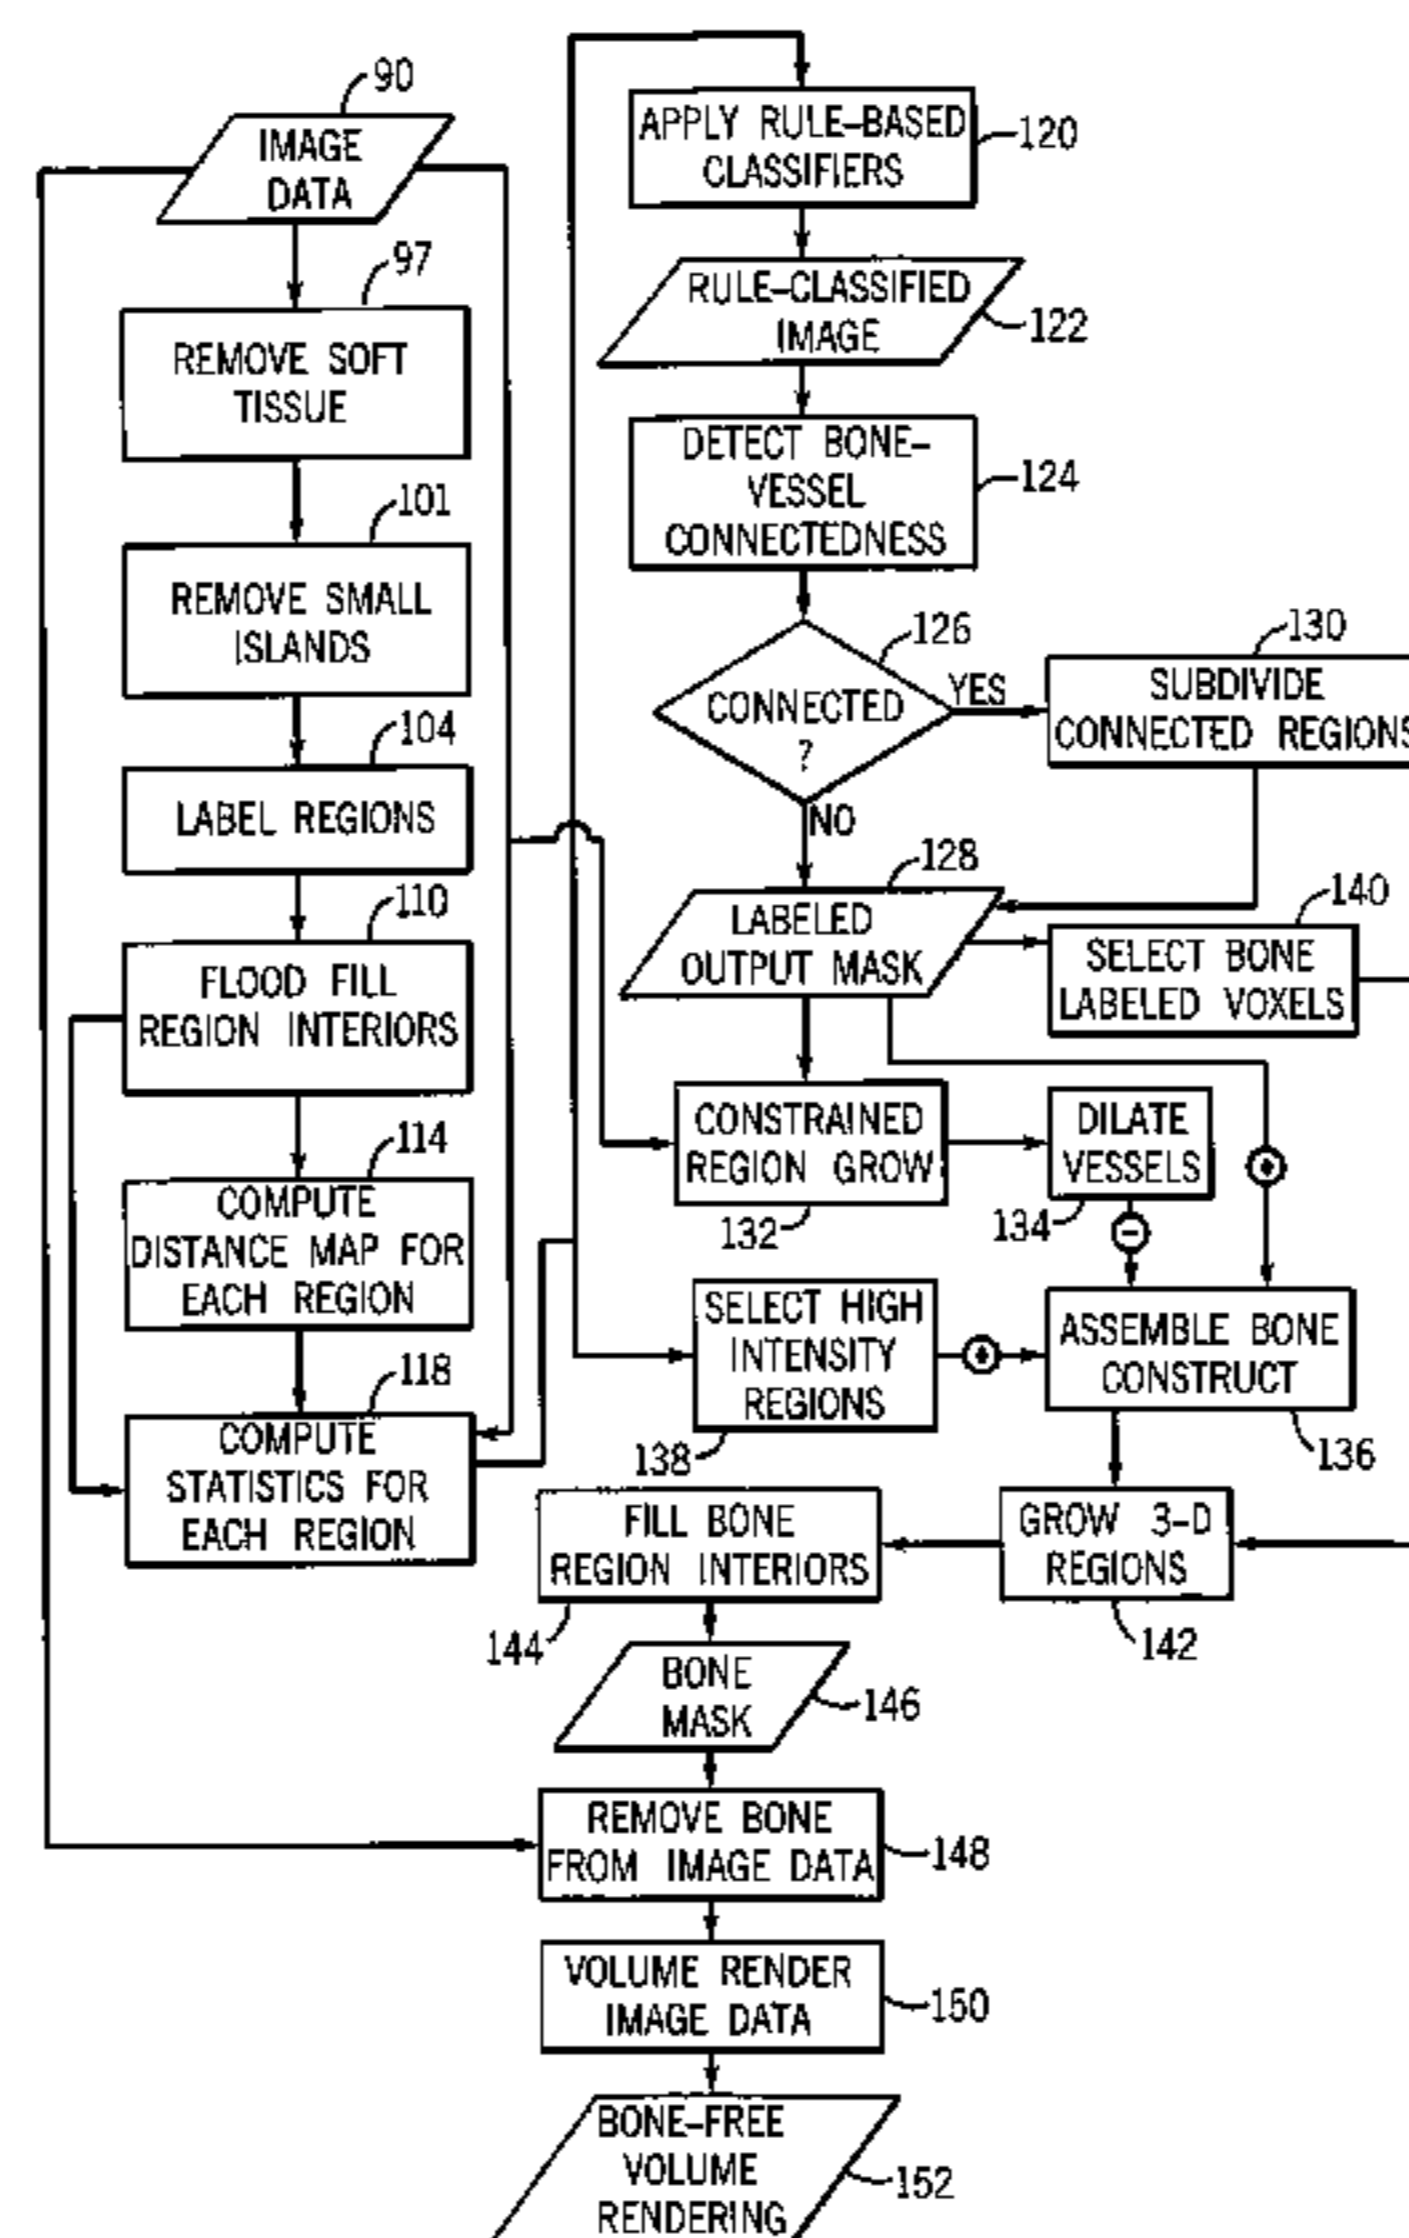 90
IMAGE
DATA
97
REMOVE SOFT
TISSUE
101
REMOVE SMALL
ISLANDS
104
LABEL REGIONS
110
FLOOD FILL
REGION INTERIORS
114
COMPUTE
DISTANCE MAP FOR
EACH REGION
118
COMPUTE
STATISTICS FOR
EACH REGION
APPLY RULE-BASED
CLASSIFIERS
120
RULE-CLASSIFIED
IMAGE
122
DETECT BONE-
VESSEL
CONNECTEDNESS
124
126
CONNECTED
?
YES
NO
130
SUBDIVIDE
CONNECTED REGIONS
128
LABELED
OUTPUT MASK
140
SELECT BONE
LABELED VOXELS
CONSTRAINED
REGION GROW
132
DILATE
VESSELS
134
SELECT HIGH
INTENSITY
REGIONS
138
ASSEMBLE BONE
CONSTRUCT
136
GROW 3-D
REGIONS
142
FILL BONE
REGION INTERIORS
144
BONE
MASK
146
REMOVE BONE
FROM IMAGE DATA
148
VOLUME RENDER
IMAGE DATA
150
BONE-FREE
VOLUME
RENDERING
152